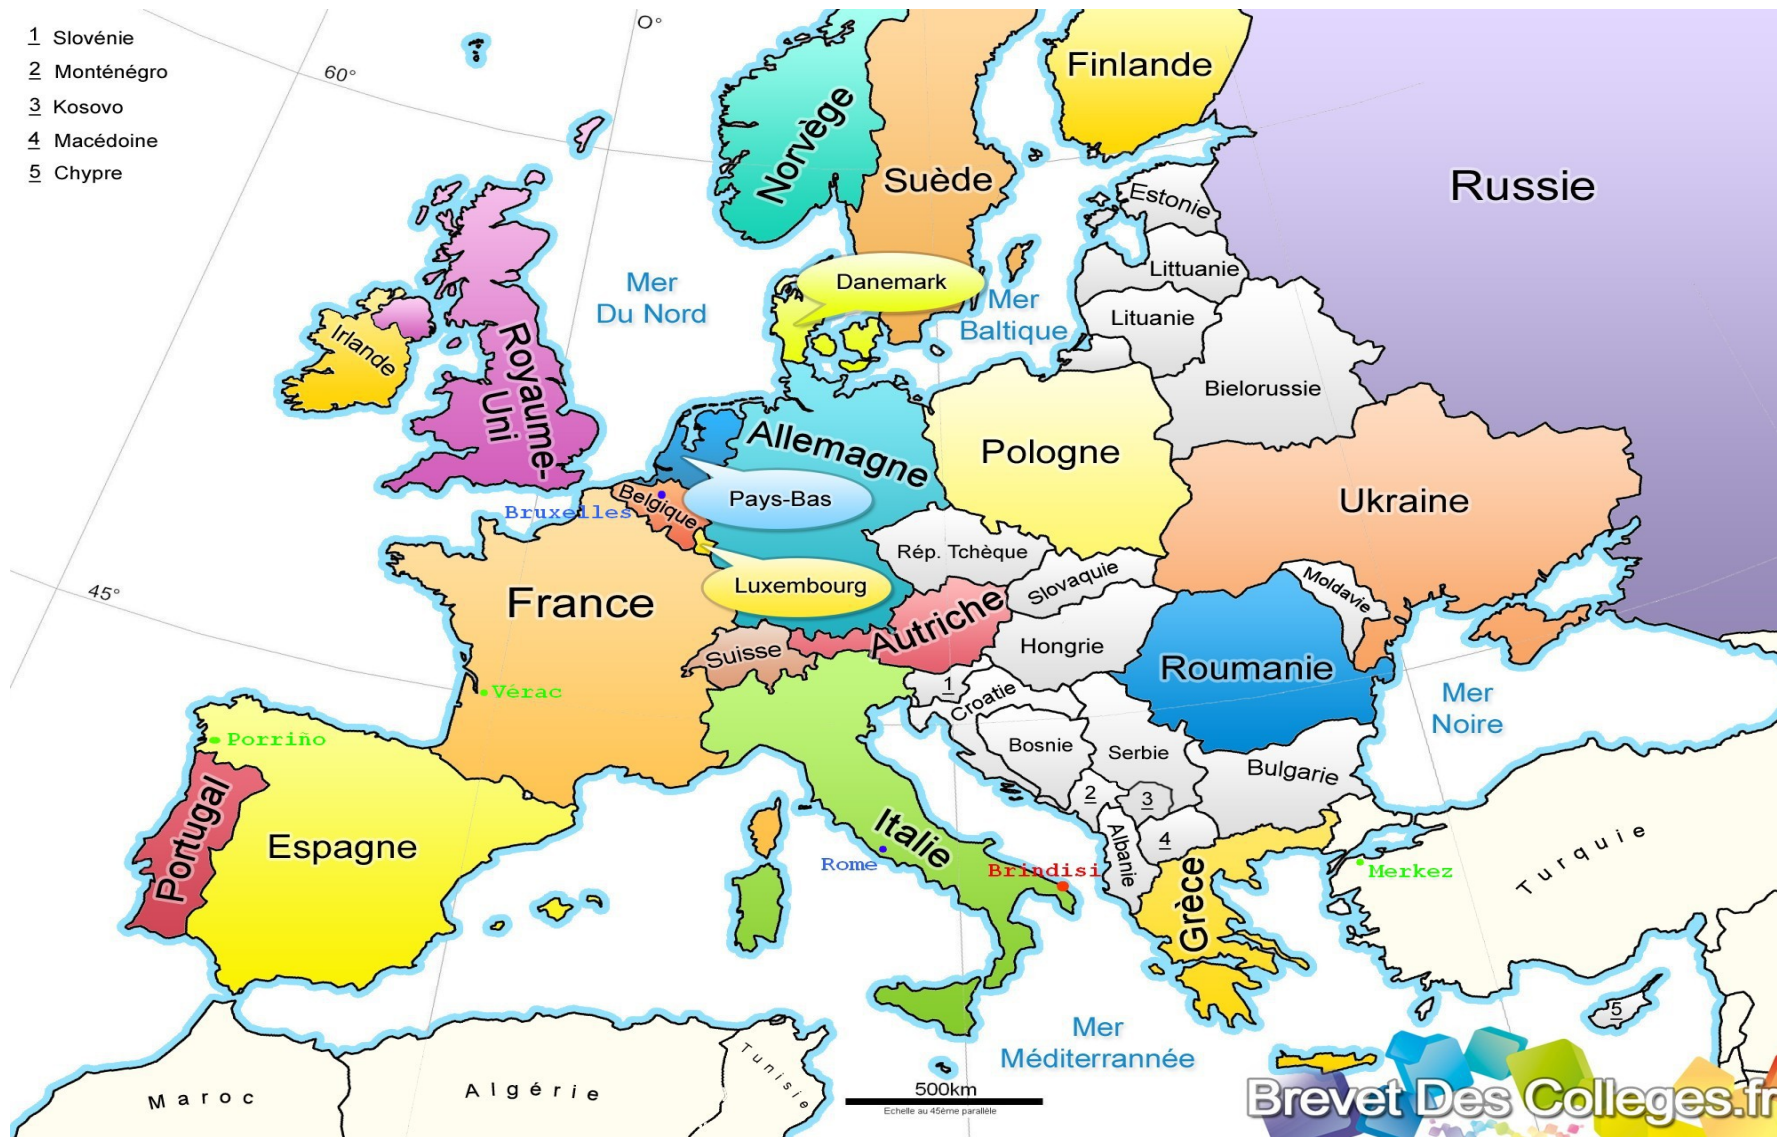 1 Slovénie
2 Monténégro
3 Kosovo
4 Macédoine
5 Chypre
O°
60°
45°
Finlande
Norvège
Suède
Russie
Estonie
Littuanie
Lituanie
Bielorussie
Danemark
Mer
Du Nord
Mer
Baltique
Irlande
Royaume-
Uni
Allemagne
Pologne
Ukraine
Pays-Bas
Belgique
Bruxelles
Luxembourg
Rép. Tchèque
Slovaquie
Moldavie
France
Autriche
Suisse
Hongrie
Roumanie
Vérac
1
Croatie
Mer
Noire
Porriño
Bosnie
Serbie
Bulgarie
2
3
4
Albanie
Portugal
Espagne
Italie
Rome
Brindisi
Grèce
Merkez
Turquie
5
Mer
Méditerrannée
Maroc
Algérie
Tunisie
500km
Echelle au 45ème parallèle
Brevet Des Colleges.fr